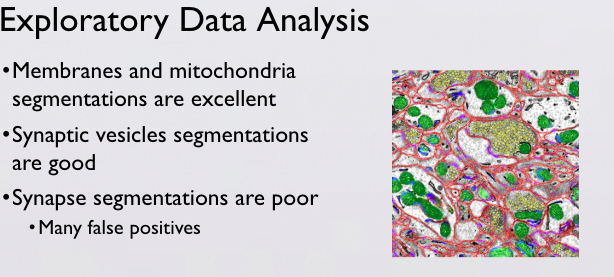 Exploratory Data Analysis
•Membranes and mitochondria
segmentations are excellent
•Synaptic vesicles segmentations
are good
•Synapse segmentations are poor
•Many false positives